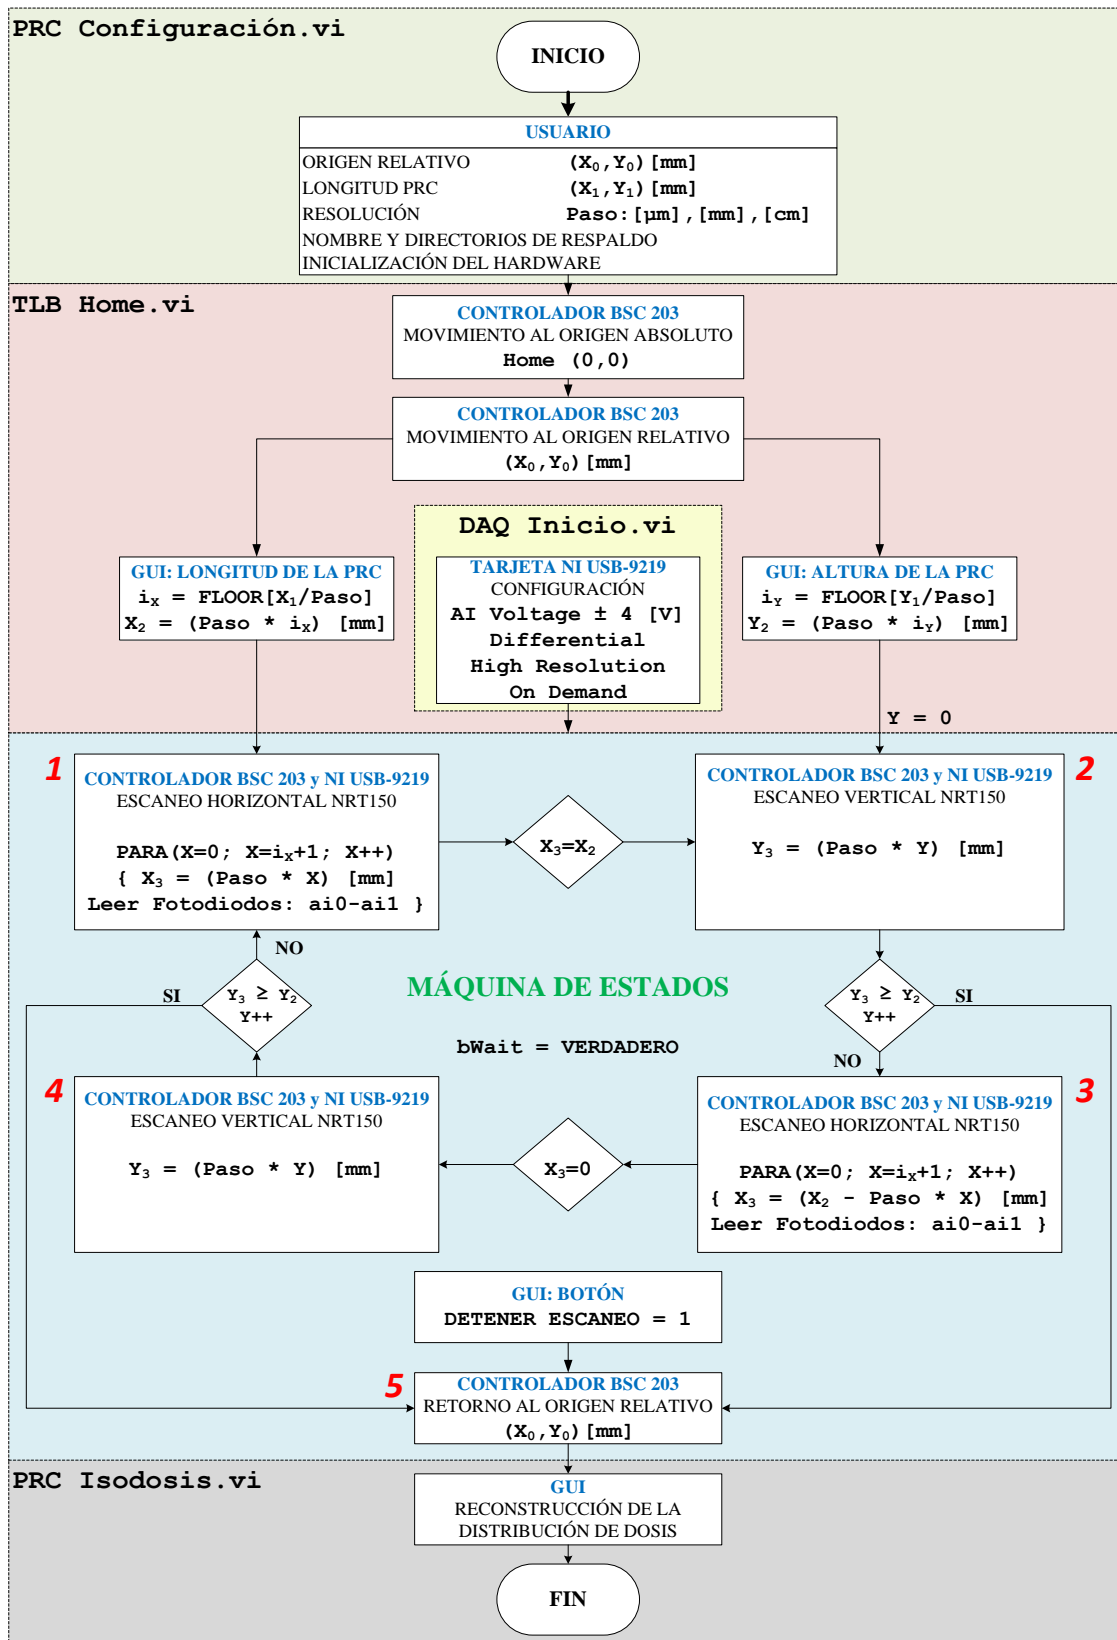 PRC Configuración.vi
INICIO
USUARIO
ORIGEN RELATIVO (X₀,Y₀)[mm]
LONGITUD PRC (X₁,Y₁)[mm]
RESOLUCIÓN Paso:[µm],[mm],[cm]
NOMBRE Y DIRECTORIOS DE RESPALDO
INICIALIZACIÓN DEL HARDWARE
TLB Home.vi
CONTROLADOR BSC 203
MOVIMIENTO AL ORIGEN ABSOLUTO
Home (0,0)
CONTROLADOR BSC 203
MOVIMIENTO AL ORIGEN RELATIVO
(X₀,Y₀)[mm]
GUI: LONGITUD DE LA PRC
iₓ = FLOOR[X₁/Paso]
X₂ = (Paso * iₓ) [mm]
DAQ Inicio.vi
TARJETA NI USB-9219
CONFIGURACIÓN
AI Voltage ± 4 [V]
Differential
High Resolution
On Demand
GUI: ALTURA DE LA PRC
i_Y = FLOOR[Y₁/Paso]
Y₂ = (Paso * i_Y) [mm]
Y = 0
1
CONTROLADOR BSC 203 y NI USB-9219
ESCANEO HORIZONTAL NRT150
PARA(X=0; X=iₓ+1; X++)
{ X₃ = (Paso * X) [mm]
Leer Fotodiodos: ai0-ai1 }
X₃=X₂
2
CONTROLADOR BSC 203 y NI USB-9219
ESCANEO VERTICAL NRT150
Y₃ = (Paso * Y) [mm]
NO
SI
Y₃ ≥ Y₂
Y++
MÁQUINA DE ESTADOS
Y₃ ≥ Y₂
Y++
SI
NO
bWait = VERDADERO
4
CONTROLADOR BSC 203 y NI USB-9219
ESCANEO VERTICAL NRT150
Y₃ = (Paso * Y) [mm]
X₃=0
3
CONTROLADOR BSC 203 y NI USB-9219
ESCANEO HORIZONTAL NRT150
PARA(X=0; X=iₓ+1; X++)
{ X₃ = (X₂ - Paso * X) [mm]
Leer Fotodiodos: ai0-ai1 }
GUI: BOTÓN
DETENER ESCANEO = 1
5
CONTROLADOR BSC 203
RETORNO AL ORIGEN RELATIVO
(X₀,Y₀)[mm]
PRC Isodosis.vi
GUI
RECONSTRUCCIÓN DE LA
DISTRIBUCIÓN DE DOSIS
FIN